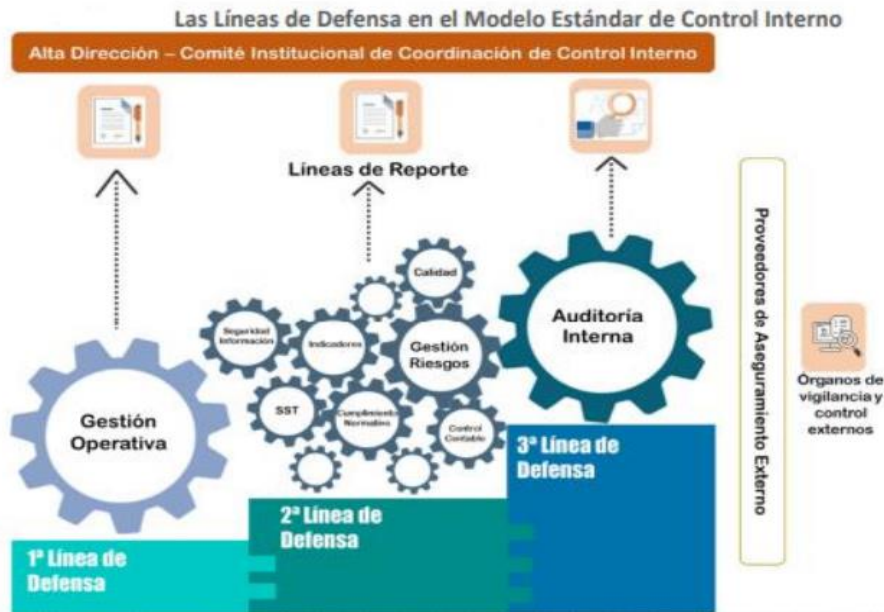 Las Líneas de Defensa en el Modelo Estándar de Control Interno
Alta Dirección – Comité Institucional de Coordinación de Control Interno
Líneas de Reporte
Calidad
Seguridad
Información
Indicadores
Gestión
Riesgos
Auditoría
Interna
Gestión
Operativa
SST
Cumplimiento
Normativo
Control
Contable
1ª Línea de
Defensa
2ª Línea de
Defensa
3ª Línea de
Defensa
Proveedores de Aseguramiento Externo
Órganos de
vigilancia y
control
externos